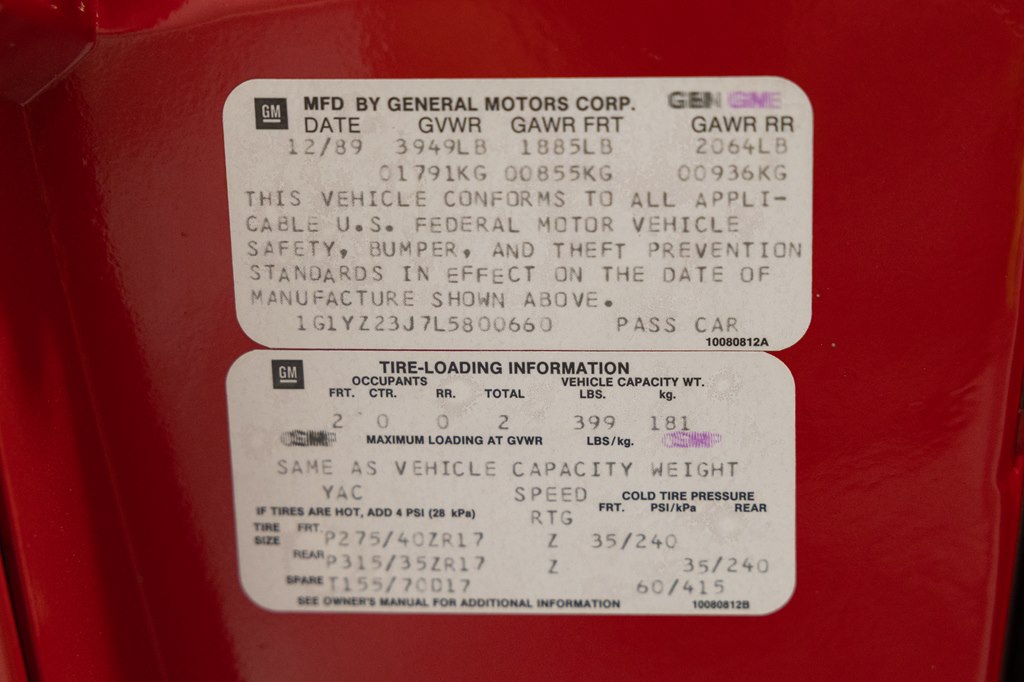 GM MFD BY GENERAL MOTORS CORP. GEN GME
DATE GVWR GAWR FRT GAWR RR
12/89 3949LB 1885LB 2064LB
01791KG 00855KG 00936KG
THIS VEHICLE CONFORMS TO ALL APPLI-
CABLE U.S. FEDERAL MOTOR VEHICLE
SAFETY, BUMPER, AND THEFT PREVENTION
STANDARDS IN EFFECT ON THE DATE OF
MANUFACTURE SHOWN ABOVE.
1G1YZ23J7L5800660 PASS CAR
10080812A
GM TIRE-LOADING INFORMATION
OCCUPANTS VEHICLE CAPACITY WT.
FRT. CTR. RR. TOTAL LBS. kg.
2 0 0 2 399 181
MAXIMUM LOADING AT GVWR LBS/kg.
SAME AS VEHICLE CAPACITY WEIGHT
YAC SPEED COLD TIRE PRESSURE
IF TIRES ARE HOT, ADD 4 PSI (28 kPa) RTG FRT. PSI/kPa REAR
TIRE SIZE FRT. P275/40ZR17 Z 35/240
REAR P315/35ZR17 Z 35/240
SPARE T155/70D17 60/415
SEE OWNER'S MANUAL FOR ADDITIONAL INFORMATION 10080812B